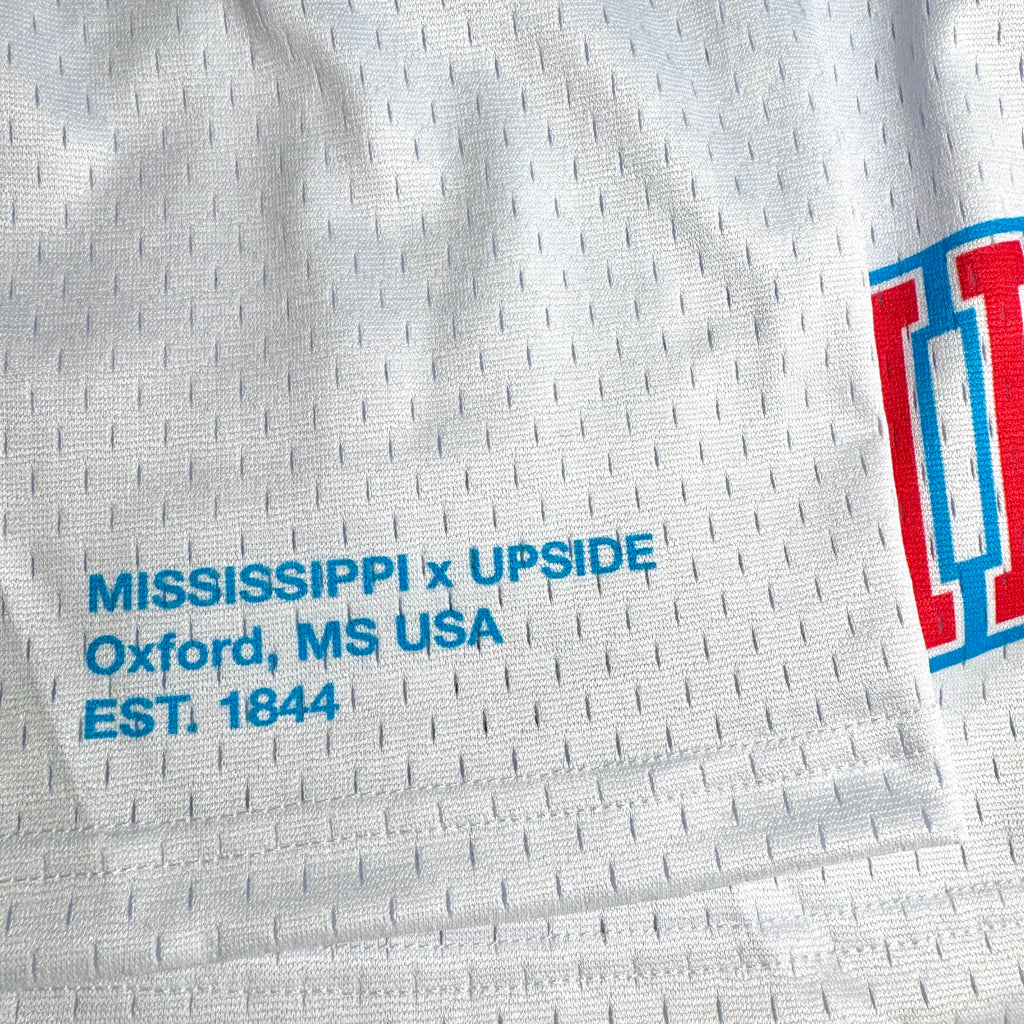 MISSISSIPPI x UPSIDE
Oxford, MS USA
EST. 1844